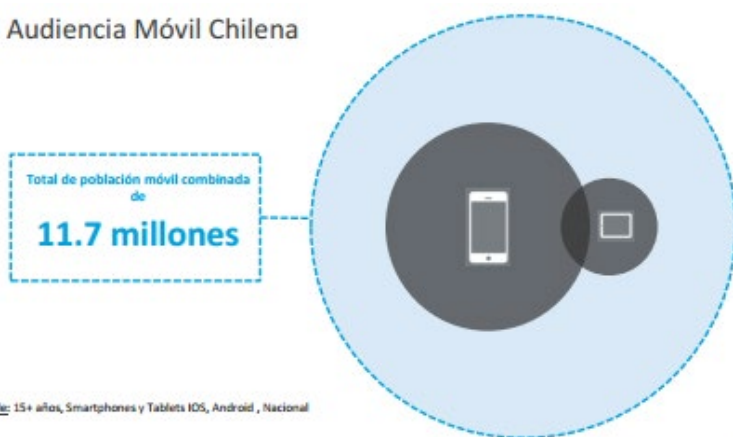 Audiencia Móvil Chilena
Total de población móvil combinada
de
11.7 millones
15+ años, Smartphones y Tablets IOS, Android , Nacional